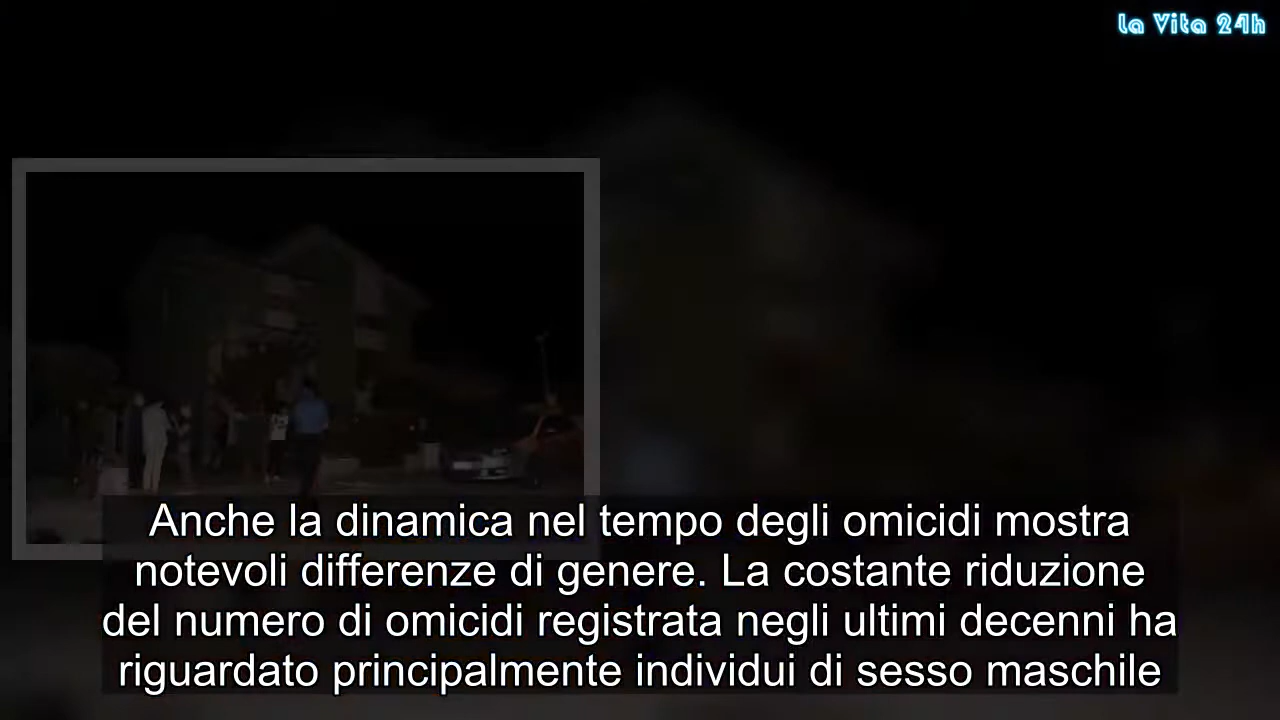 La Vita 24h
Anche la dinamica nel tempo degli omicidi mostra
notevoli differenze di genere. La costante riduzione
del numero di omicidi registrata negli ultimi decenni ha
riguardato principalmente individui di sesso maschile